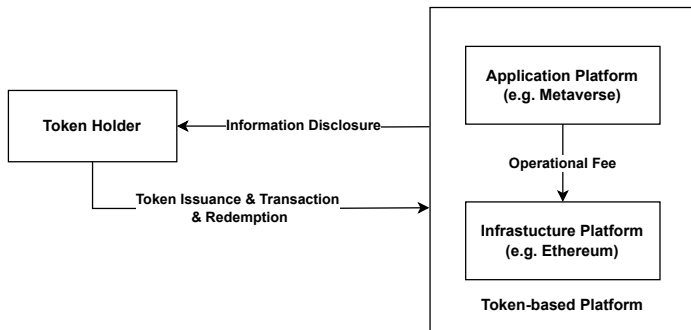 Token Holder
Information Disclosure
Token Issuance & Transaction
& Redemption
Application Platform
(e.g. Metaverse)
Operational Fee
Infrastucture Platform
(e.g. Ethereum)
Token-based Platform